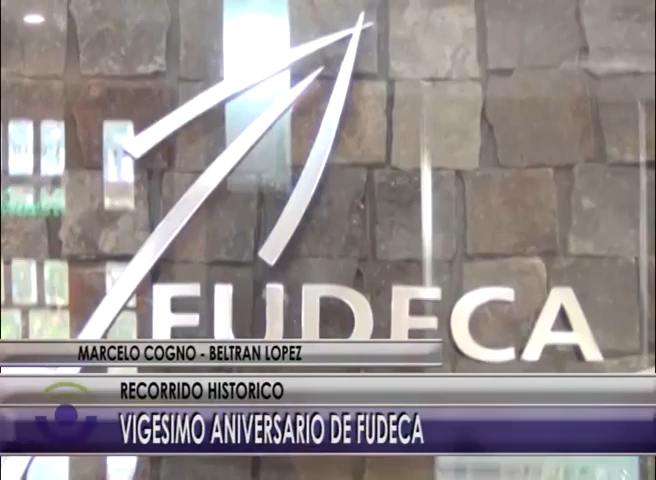 FUDECA
MARCELO COGNO - BELTRAN LOPEZ
RECORRIDO HISTORICO
VIGESIMO ANIVERSARIO DE FUDECA